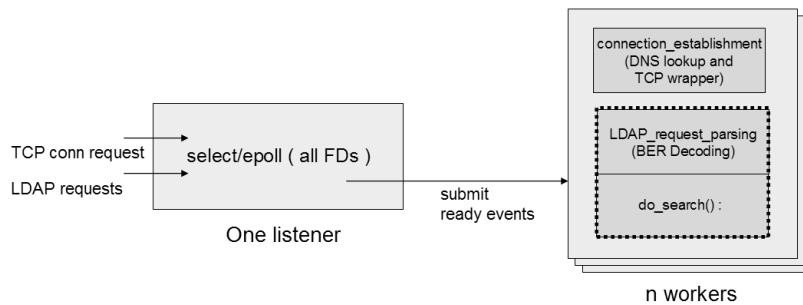 connection_establishment
(DNS lookup and
TCP wrapper)
TCP conn request
LDAP requests
select/epoll ( all FDs )
One listener
submit
ready events
LDAP_request_parsing
(BER Decoding)
do_search() :
n workers